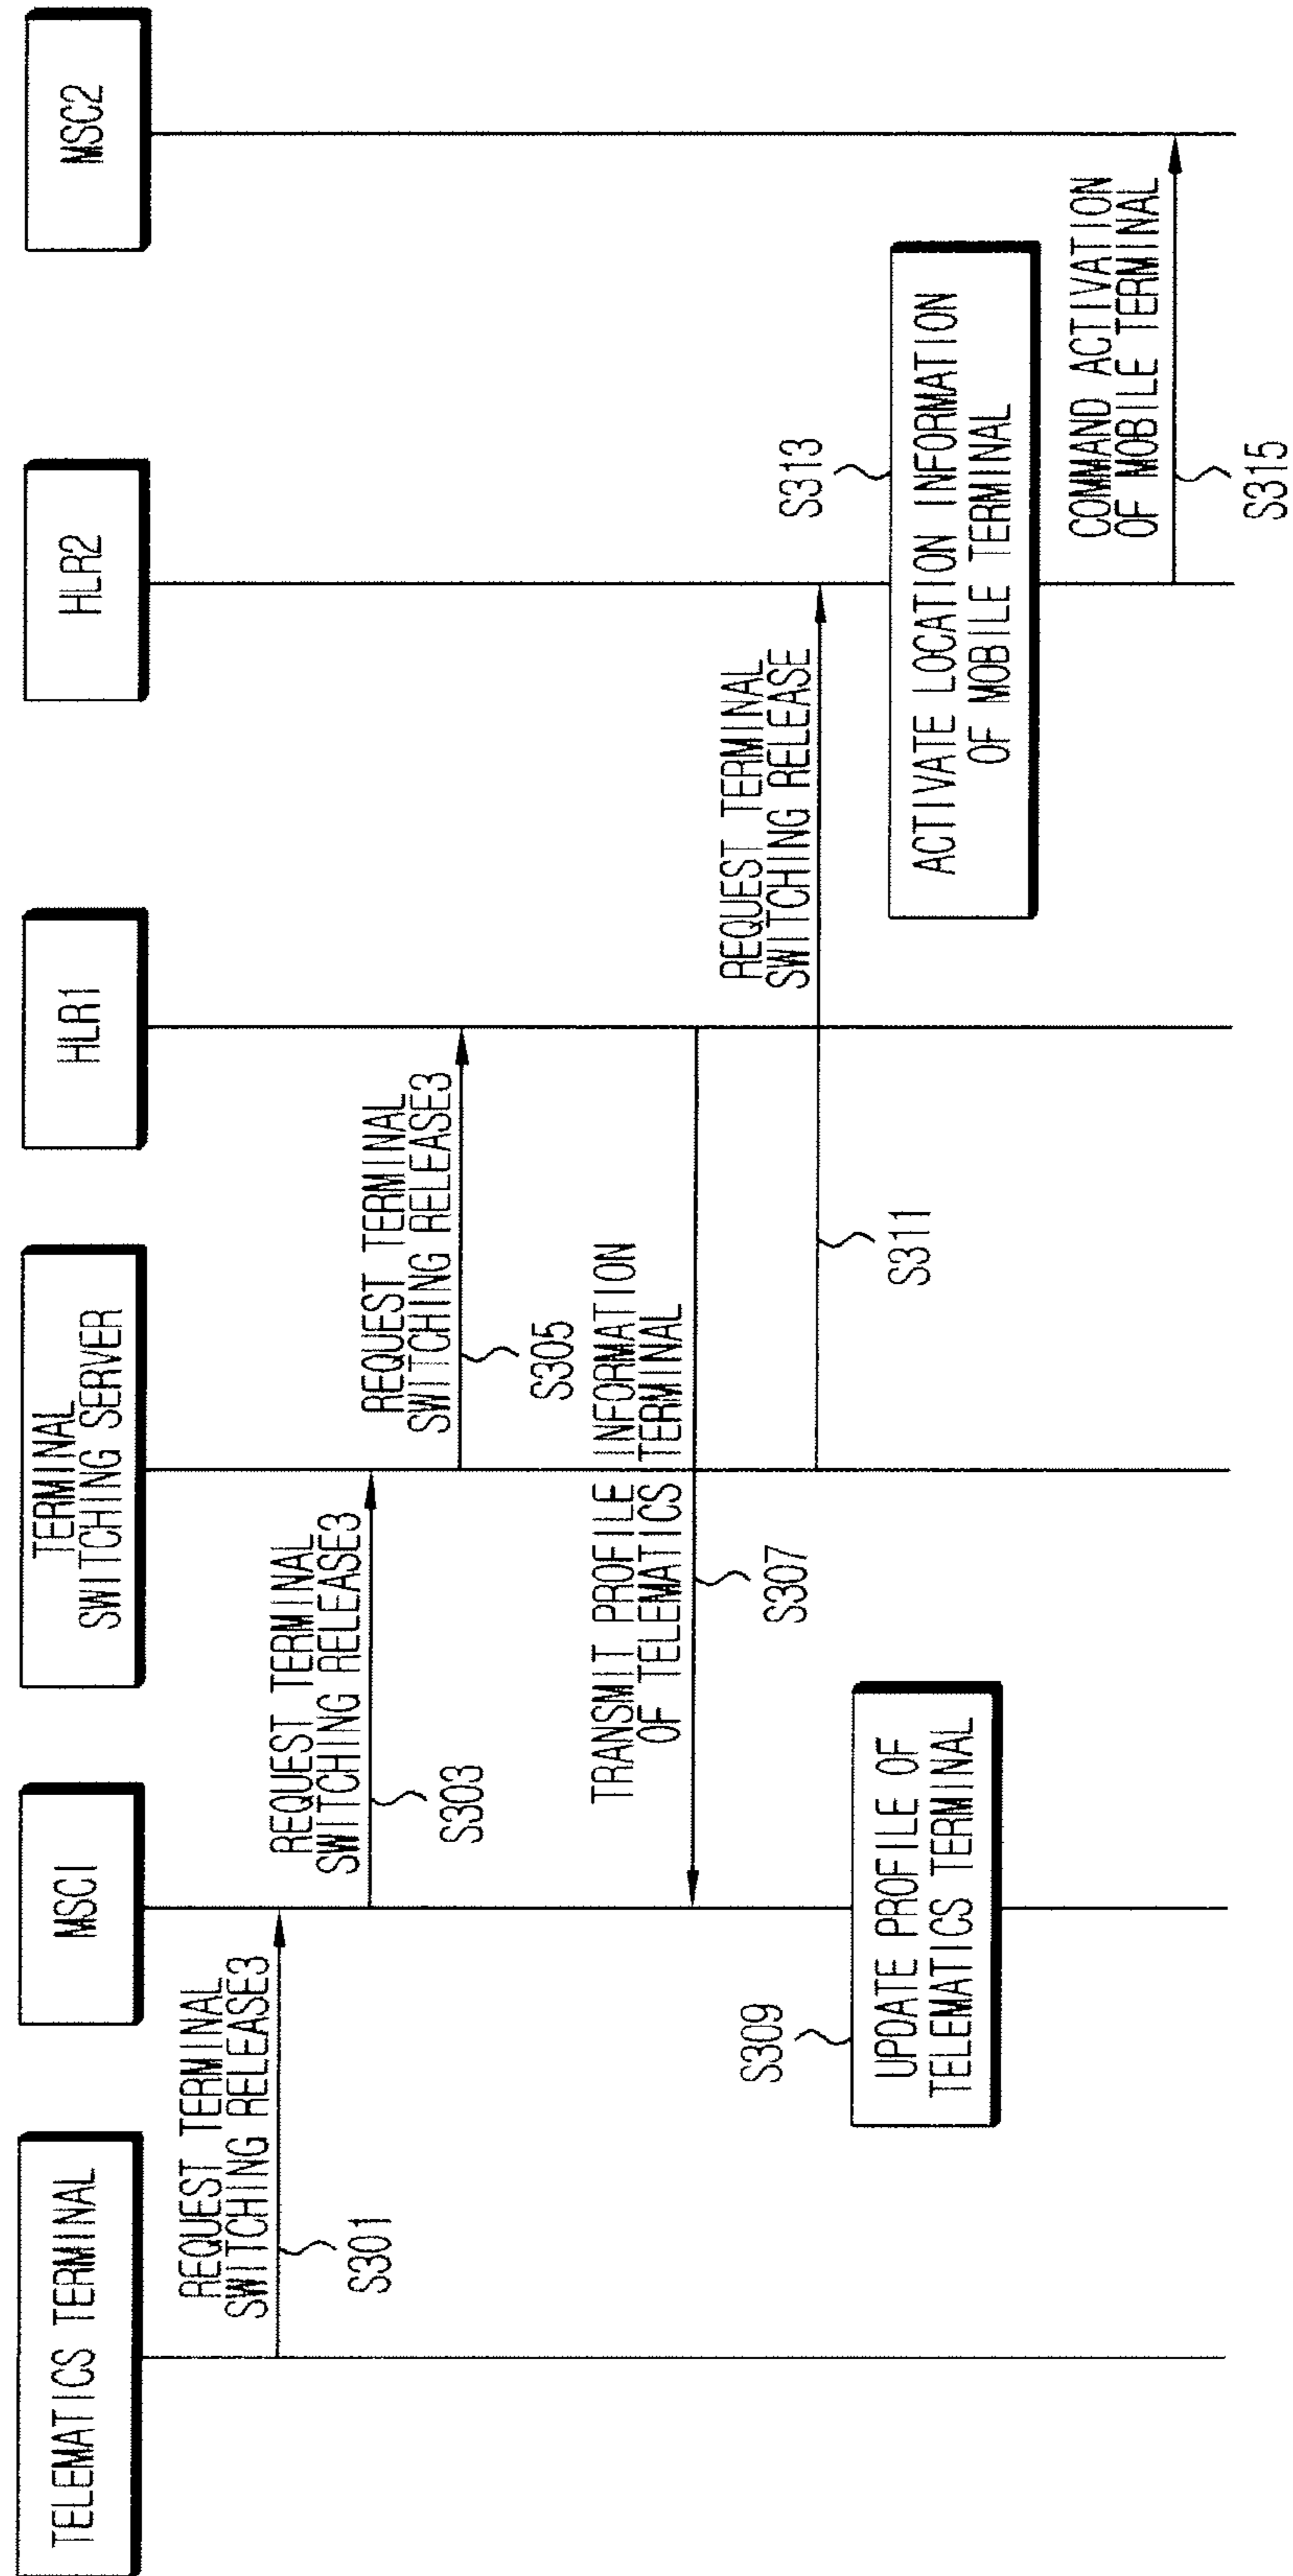 TELEMATICS TERMINAL
MSC1
TERMINAL
SWITCHING SERVER
HLR1
HLR2
MSC2
REQUEST TERMINAL
SWITCHING RELEASE3
S301
REQUEST TERMINAL
SWITCHING RELEASE3
S303
REQUEST TERMINAL
SWITCHING RELEASE3
S305
TRANSMIT PROFILE INFORMATION
OF TELEMATICS TERMINAL
S307
S309
UPDATE PROFILE OF
TELEMATICS TERMINAL
REQUEST TERMINAL
SWITCHING RELEASE
S311
S313
ACTIVATE LOCATION INFORMATION
OF MOBILE TERMINAL
COMMAND ACTIVATION
OF MOBILE TERMINAL
S315